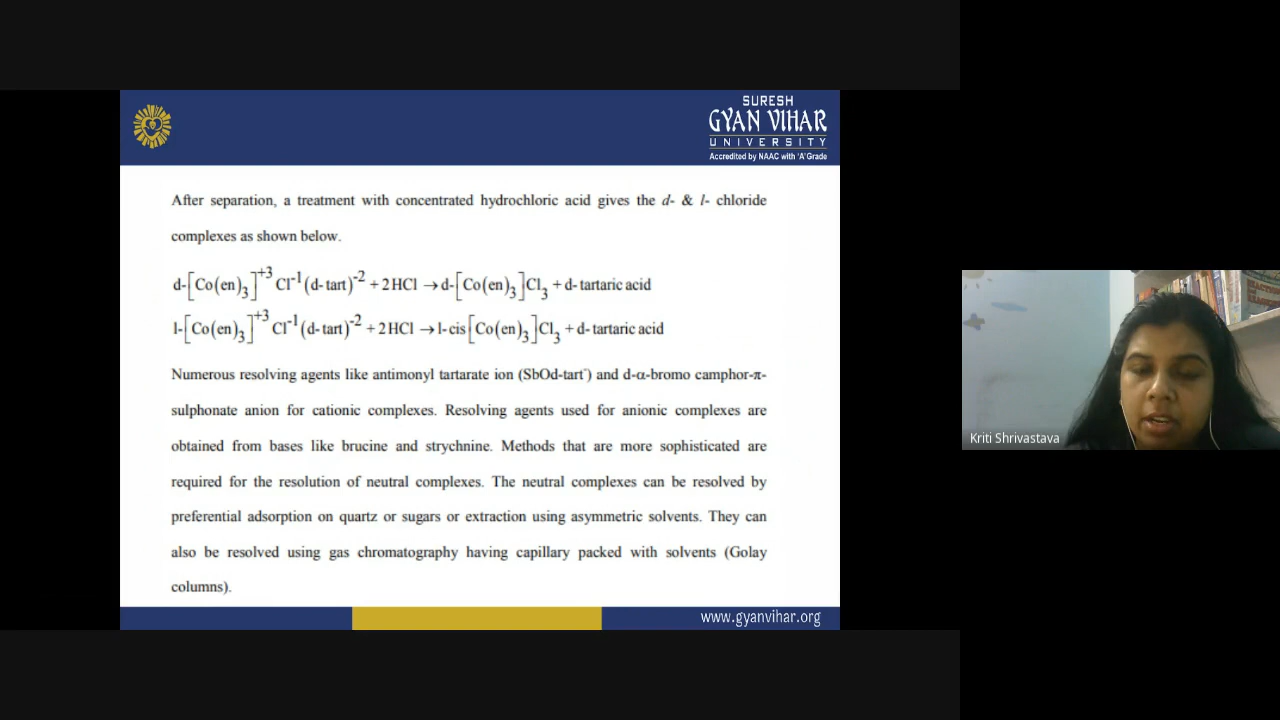 SURESH
GYAN VIHAR
UNIVERSITY
Accredited by NAAC with 'A' Grade
After separation, a treatment with concentrated hydrochloric acid gives the d- & l- chloride
complexes as shown below.
d-[Co(en)₃]⁺³ Cl⁻¹ (d-tart)⁻² + 2HCl → d-[Co(en)₃]Cl₃ + d-tartaric acid
l-[Co(en)₃]⁺³ Cl⁻¹ (d-tart)⁻² + 2HCl → l-cis[Co(en)₃]Cl₃ + d-tartaric acid
Numerous resolving agents like antimonyl tartarate ion (SbOd-tart⁻) and d-α-bromo camphor-π-
sulphonate anion for cationic complexes. Resolving agents used for anionic complexes are
obtained from bases like brucine and strychnine. Methods that are more sophisticated are
required for the resolution of neutral complexes. The neutral complexes can be resolved by
preferential adsorption on quartz or sugars or extraction using asymmetric solvents. They can
also be resolved using gas chromatography having capillary packed with solvents (Golay
columns).
www.gyanvihar.org
Kriti Shrivastava